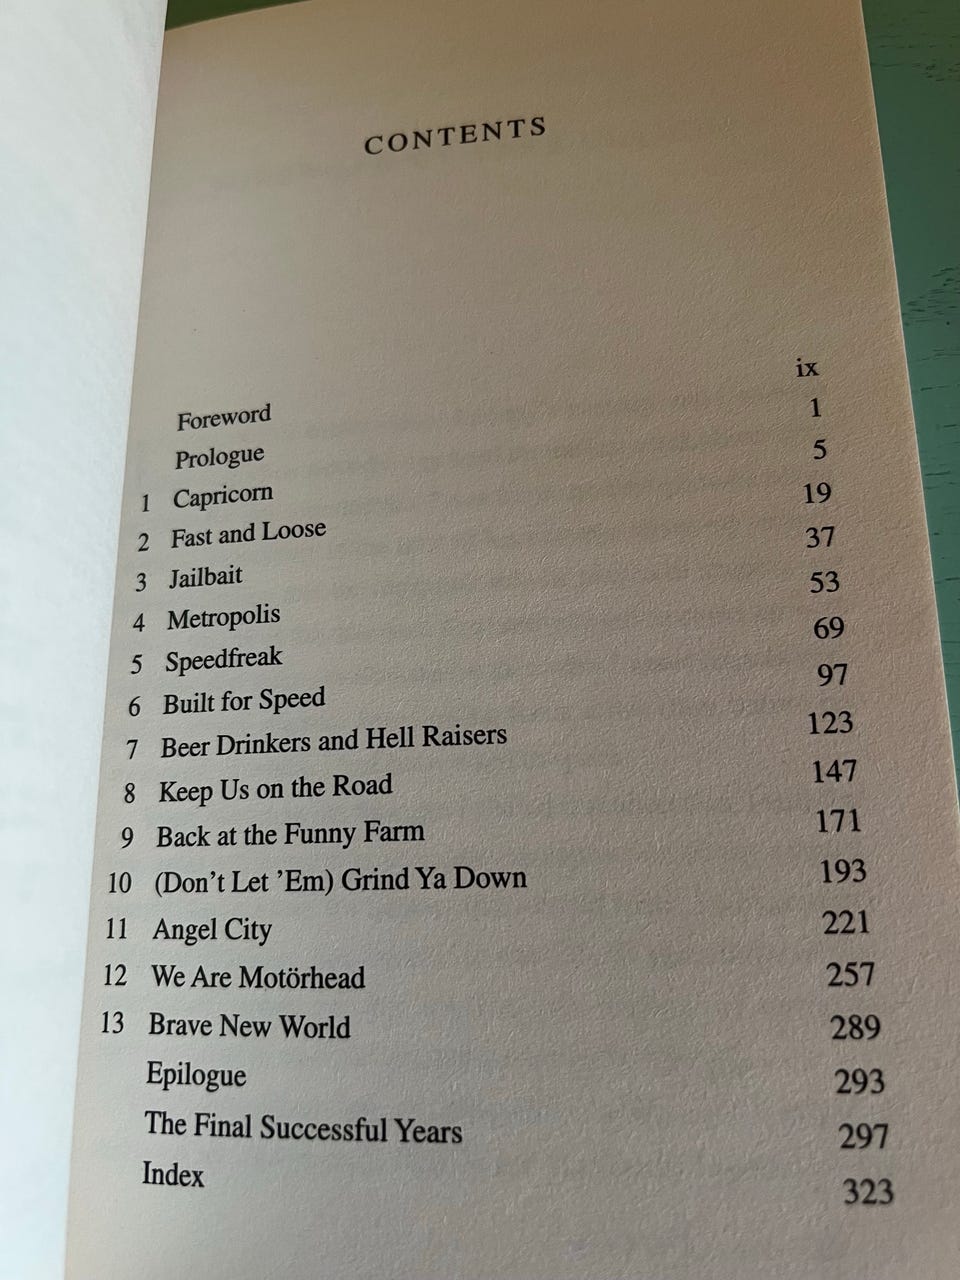 CONTENTS
Foreword ix
Prologue 1
1 Capricorn 5
2 Fast and Loose 19
3 Jailbait 37
4 Metropolis 53
5 Speedfreak 69
6 Built for Speed 97
7 Beer Drinkers and Hell Raisers 123
8 Keep Us on the Road 147
9 Back at the Funny Farm 171
10 (Don’t Let ’Em) Grind Ya Down 193
11 Angel City 221
12 We Are Motörhead 257
13 Brave New World 289
Epilogue 293
The Final Successful Years 297
Index 323